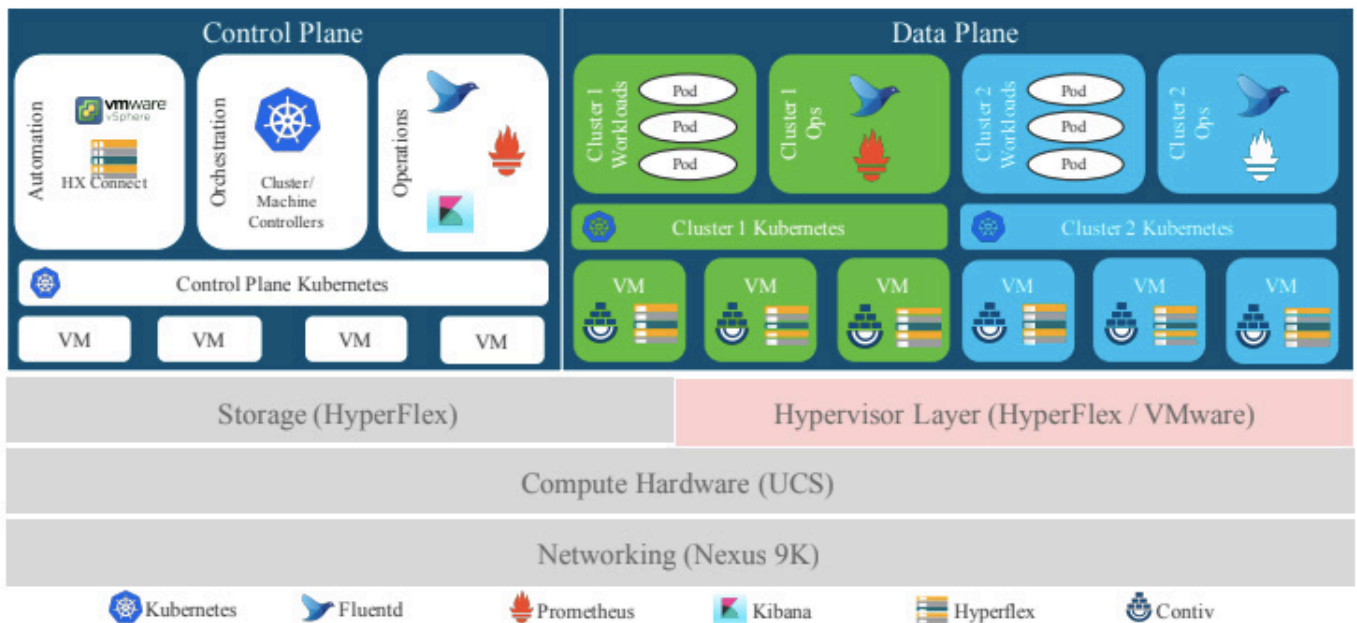 Control Plane
Data Plane
Automation
vmware
vSphere
HX Connect
Orchestration
Cluster/
Machine
Controllers
Operations
Cluster 1
Workloads
Pod
Pod
Pod
Cluster 1
Ops
Cluster 2
Workloads
Pod
Pod
Pod
Cluster 2
Ops
Control Plane Kubernetes
Cluster 1 Kubernetes
Cluster 2 Kubernetes
VM
VM
VM
VM
VM
VM
VM
VM
VM
VM
Storage (HyperFlex)
Hypervisor Layer (HyperFlex / VMware)
Compute Hardware (UCS)
Networking (Nexus 9K)
Kubernetes
Fluentd
Prometheus
Kibana
Hyperflex
Contiv